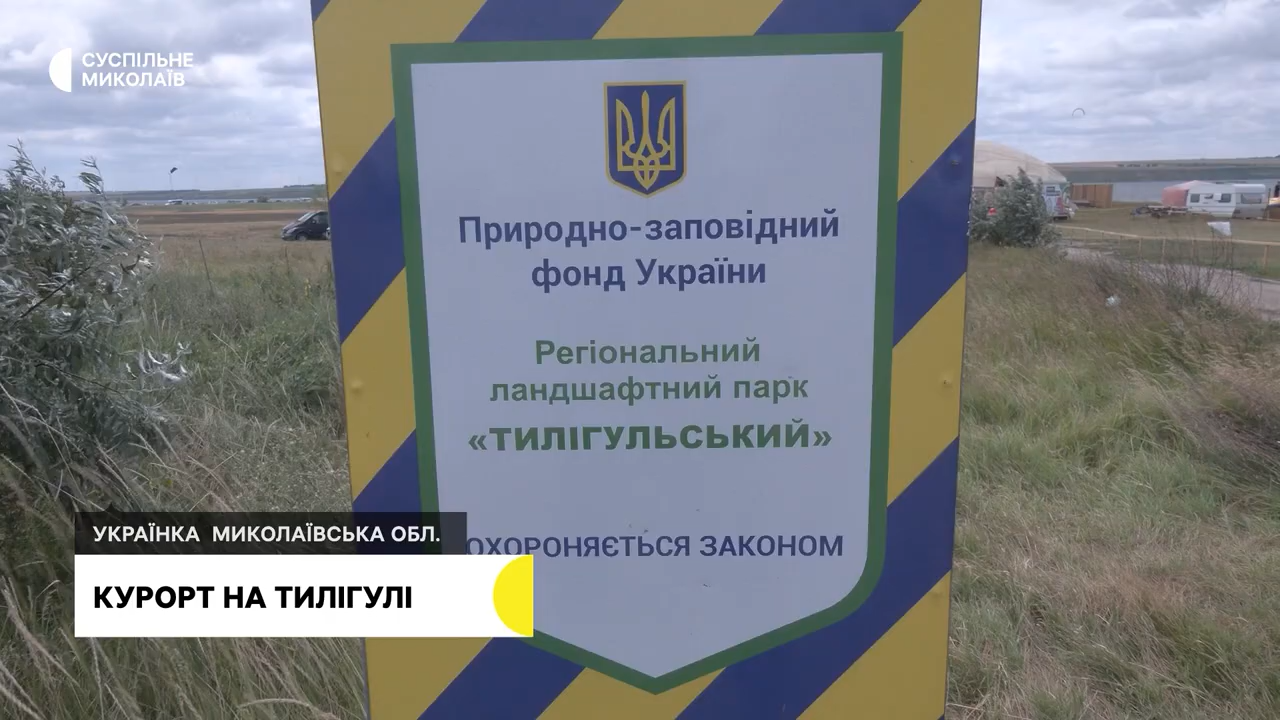 СУСПІЛЬНЕ
МИКОЛАЇВ
Природно-заповідний
фонд України
Регіональний
ландшафтний парк
«ТИЛІГУЛЬСЬКИЙ»
ОХОРОНЯЄТЬСЯ ЗАКОНОМ
УКРАЇНКА МИКОЛАЇВСЬКА ОБЛ.
КУРОРТ НА ТИЛІГУЛІ